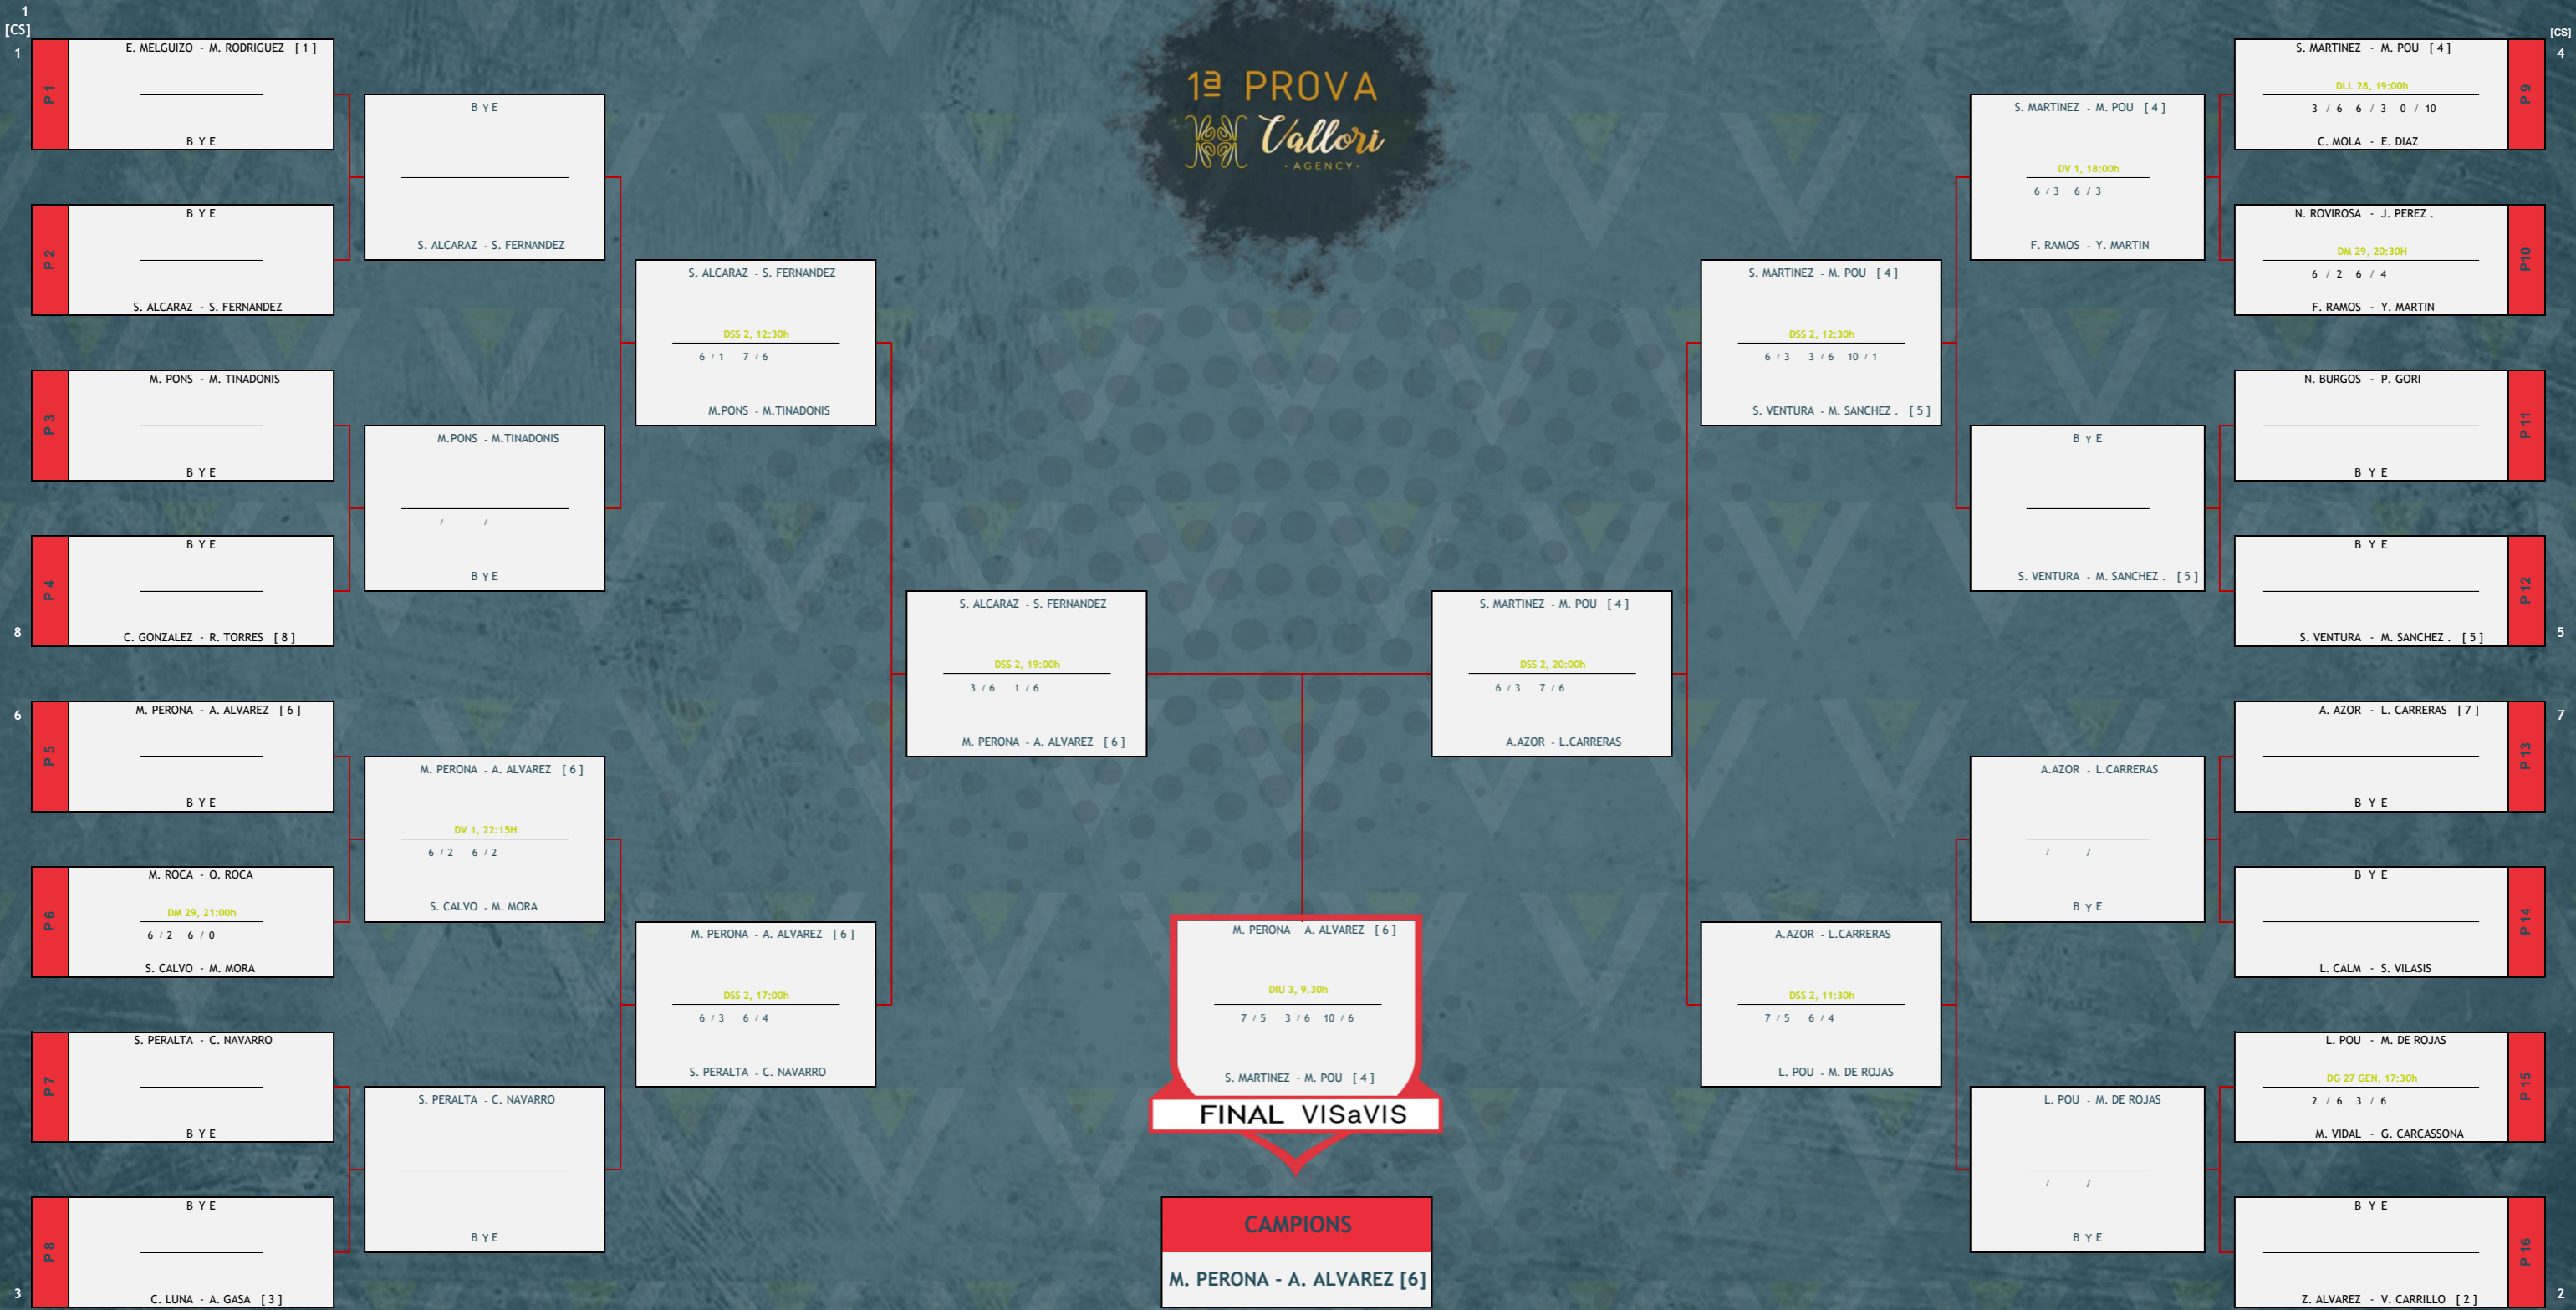 1
[CS]
1
P 1
E. MELGUIZO - M. RODRIGUEZ [ 1 ]
B Y E
P 2
B Y E
S. ALCARAZ - S. FERNANDEZ
P 3
M. PONS - M. TINADONIS
B Y E
P 4
B Y E
C. GONZALEZ - R. TORRES [ 8 ]
8
6
P 5
M. PERONA - A. ALVAREZ [ 6 ]
B Y E
P 6
M. ROCA - O. ROCA
DM 29, 21:00h
6 / 2 6 / 0
S. CALVO - M. MORA
P 7
S. PERALTA - C. NAVARRO
B Y E
P 8
B Y E
C. LUNA - A. GASA [ 3 ]
3
B Y E
S. ALCARAZ - S. FERNANDEZ
M.PONS - M.TINADONIS
/ /
B Y E
M. PERONA - A. ALVAREZ [ 6 ]
DV 1, 22:15H
6 / 2 6 / 2
S. CALVO - M. MORA
S. PERALTA - C. NAVARRO
B Y E
S. ALCARAZ - S. FERNANDEZ
DSS 2, 12:30h
6 / 1 7 / 6
M.PONS - M.TINADONIS
M. PERONA - A. ALVAREZ [ 6 ]
DSS 2, 17:00h
6 / 3 6 / 4
S. PERALTA - C. NAVARRO
S. ALCARAZ - S. FERNANDEZ
DSS 2, 19:00h
3 / 6 1 / 6
M. PERONA - A. ALVAREZ [ 6 ]
1ª PROVA
Vallori
· AGENCY ·
M. PERONA - A. ALVAREZ [ 6 ]
DIU 3, 9.30h
7 / 5 3 / 6 10 / 6
S. MARTINEZ - M. POU [ 4 ]
FINAL VISaVIS
CAMPIONS
M. PERONA - A. ALVAREZ [6]
S. MARTINEZ - M. POU [ 4 ]
DSS 2, 20:00h
6 / 3 7 / 6
A.AZOR - L.CARRERAS
S. MARTINEZ - M. POU [ 4 ]
DSS 2, 12:30h
6 / 3 3 / 6 10 / 1
S. VENTURA - M. SANCHEZ . [ 5 ]
A.AZOR - L.CARRERAS
DSS 2, 11:30h
7 / 5 6 / 4
L. POU - M. DE ROJAS
S. MARTINEZ - M. POU [ 4 ]
DV 1, 18:00h
6 / 3 6 / 3
F. RAMOS - Y. MARTIN
B Y E
S. VENTURA - M. SANCHEZ . [ 5 ]
A.AZOR - L.CARRERAS
/ /
B Y E
L. POU - M. DE ROJAS
/ /
B Y E
[CS]
4
S. MARTINEZ - M. POU [ 4 ]
DLL 28, 19:00h
3 / 6 6 / 3 0 / 10
C. MOLA - E. DIAZ
P 9
N. ROVIROSA - J. PEREZ .
DM 29, 20:30H
6 / 2 6 / 4
F. RAMOS - Y. MARTIN
P10
N. BURGOS - P. GORI
B Y E
P 11
B Y E
S. VENTURA - M. SANCHEZ . [ 5 ]
P 12
5
7
A. AZOR - L. CARRERAS [ 7 ]
B Y E
P 13
B Y E
L. CALM - S. VILASIS
P 14
L. POU - M. DE ROJAS
DG 27 GEN, 17:30h
2 / 6 3 / 6
M. VIDAL - G. CARCASSONA
P 15
B Y E
Z. ALVAREZ - V. CARRILLO [ 2 ]
P 16
2